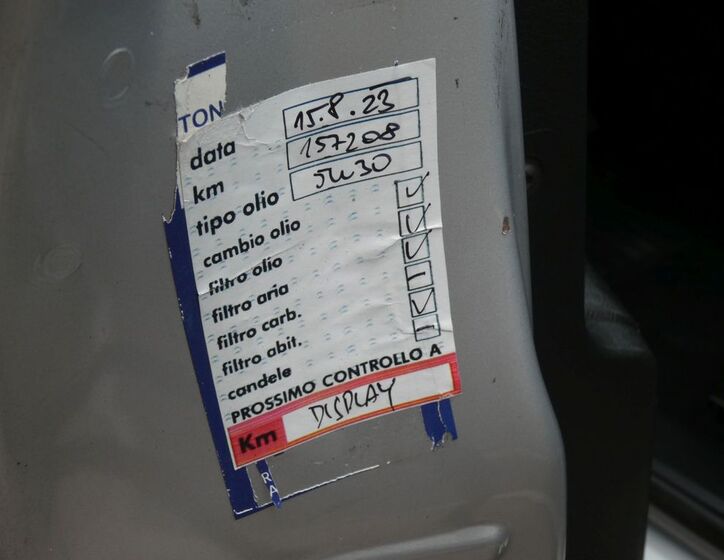 TON
data 15.8.23
km 157208
tipo olio 5W30
cambio olio ✓
filtro olio ✓
filtro aria ✓
filtro carb. –
filtro abit. ✓
candele –
PROSSIMO CONTROLLO A
Km DISPLAY
RA